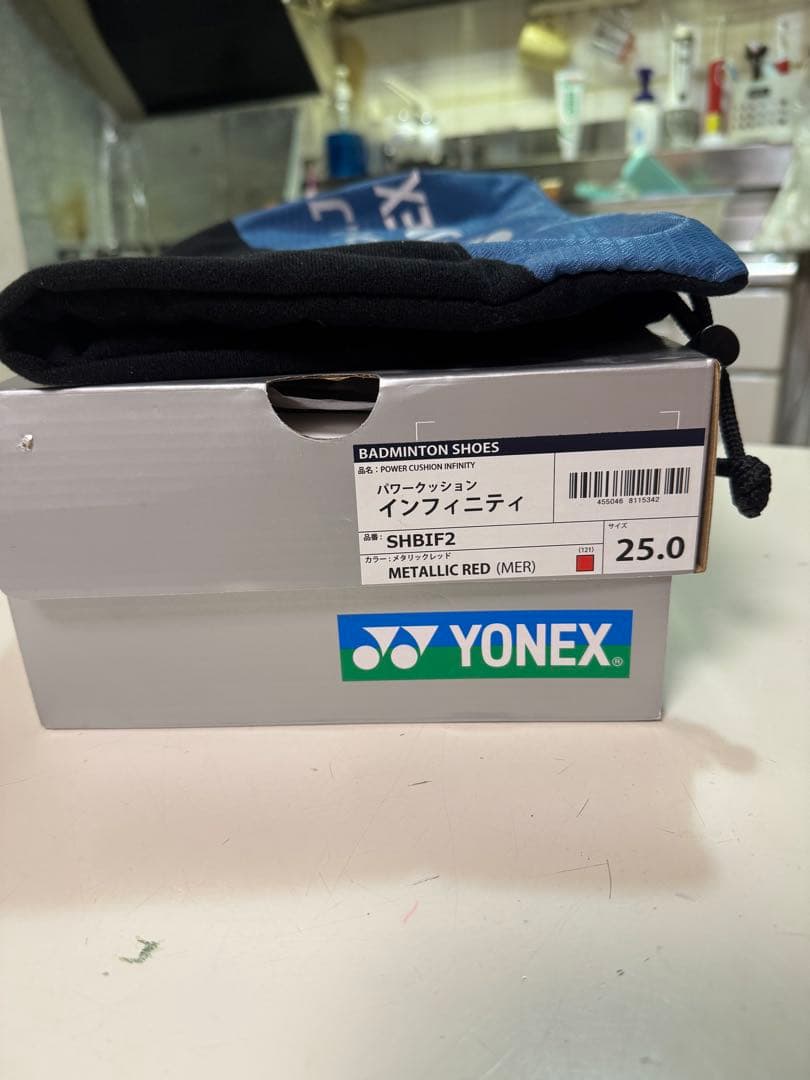 EX
BADMINTON SHOES
品名：POWER CUSHION INFINITY
パワークッション
インフィニティ
455046 8115342
品番： SHBIF2
サイズ
25.0
カラー：メタリックレッド
(121)
METALLIC RED (MER)
YONEX®